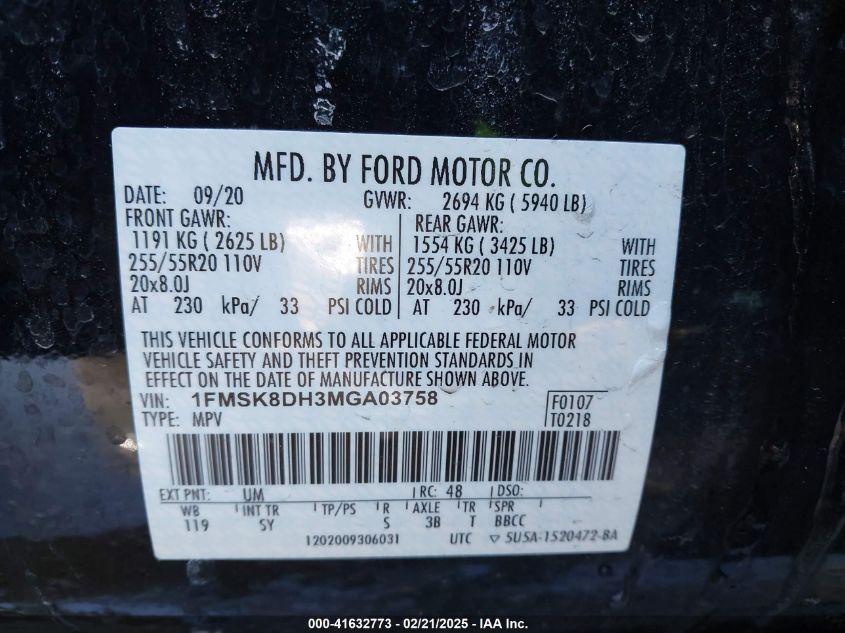 MFD. BY FORD MOTOR CO.
DATE: 09/20 GVWR: 2694 KG ( 5940 LB)
FRONT GAWR: REAR GAWR:
1191 KG ( 2625 LB) WITH 1554 KG ( 3425 LB) WITH
255/55R20 110V TIRES 255/55R20 110V TIRES
20x8.0J RIMS 20x8.0J RIMS
AT 230 kPa/ 33 PSI COLD AT 230 kPa/ 33 PSI COLD
THIS VEHICLE CONFORMS TO ALL APPLICABLE FEDERAL MOTOR
VEHICLE SAFETY AND THEFT PREVENTION STANDARDS IN
EFFECT ON THE DATE OF MANUFACTURE SHOWN ABOVE.
VIN: 1FMSK8DH3MGA03758 F0107
TYPE: MPV T0218
EXT PNT: UM RC: 48 DSO:
WB INT TR TP/PS R AXLE TR SPR
119 SY S 3B T BBCC
1202009306031 UTC ▽ 5U5A-1520472-BA
000-41632773 - 02/21/2025 - IAA Inc.